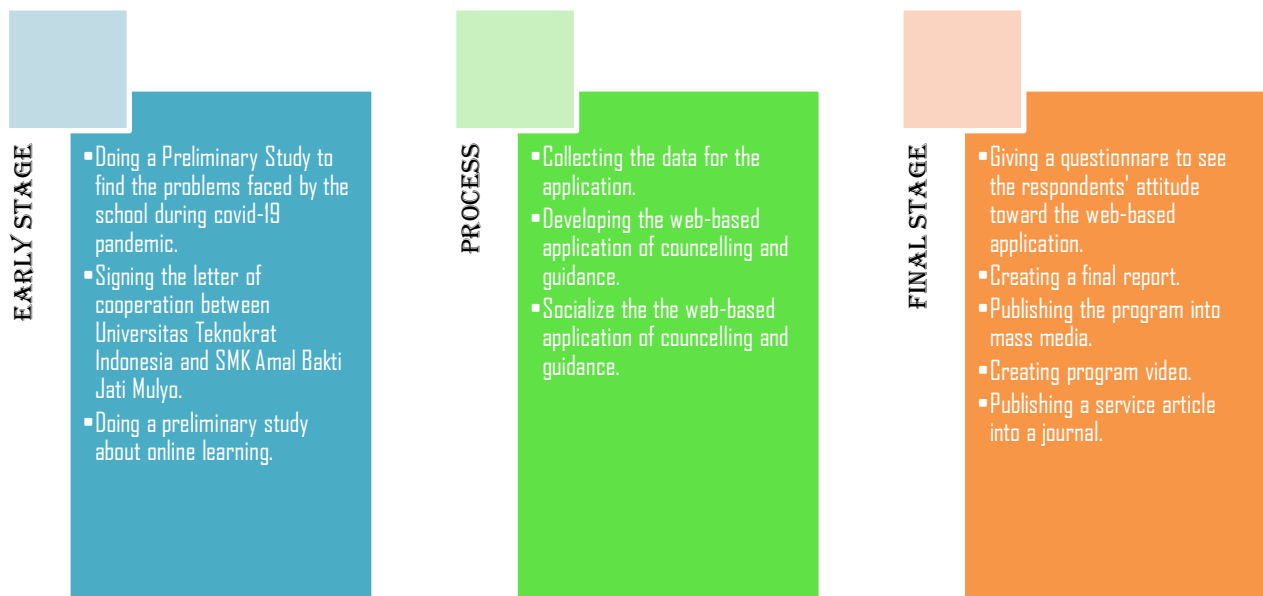 EARLY STAGE
▪Doing a Preliminary Study to
find the problems faced by the
school during covid-19
pandemic.
▪Signing the letter of
cooperation between
Universitas Teknokrat
Indonesia and SMK Amal Bakti
Jati Mulyo.
▪Doing a preliminary study
about online learning.
PROCESS
▪Collecting the data for the
application.
▪Developing the web-based
application of councelling and
guidance.
▪Socialize the the web-based
application of councelling and
guidance.
FINAL STAGE
▪Giving a questionnare to see
the respondents' attitude
toward the web-based
application.
▪Creating a final report.
▪Publishing the program into
mass media.
▪Creating program video.
▪Publishing a service article
into a journal.